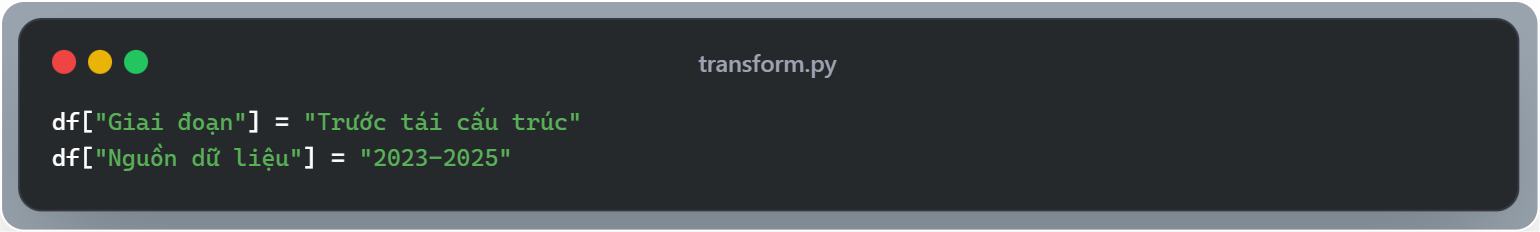 transform.py
df["Giai đoạn"] = "Trước tái cấu trúc"
df["Nguồn dữ liệu"] = "2023-2025"